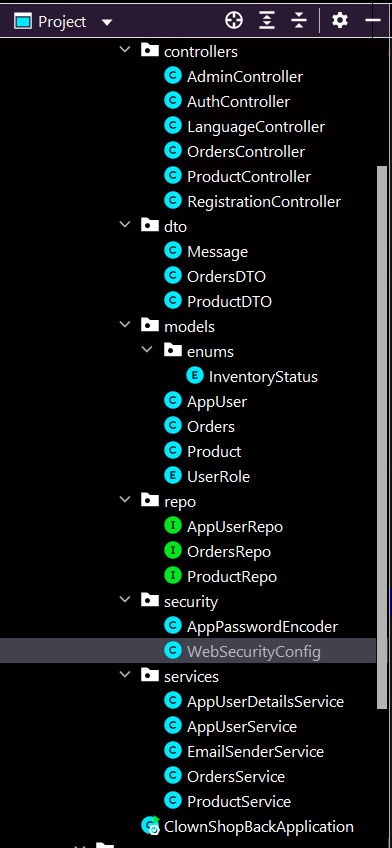 Project
controllers
C AdminController
C AuthController
C LanguageController
C OrdersController
C ProductController
C RegistrationController
dto
C Message
C OrdersDTO
C ProductDTO
models
enums
E InventoryStatus
C AppUser
C Orders
C Product
E UserRole
repo
I AppUserRepo
I OrdersRepo
I ProductRepo
security
C AppPasswordEncoder
C WebSecurityConfig
services
C AppUserDetailsService
C AppUserService
C EmailSenderService
C OrdersService
C ProductService
C ClownShopBackApplication